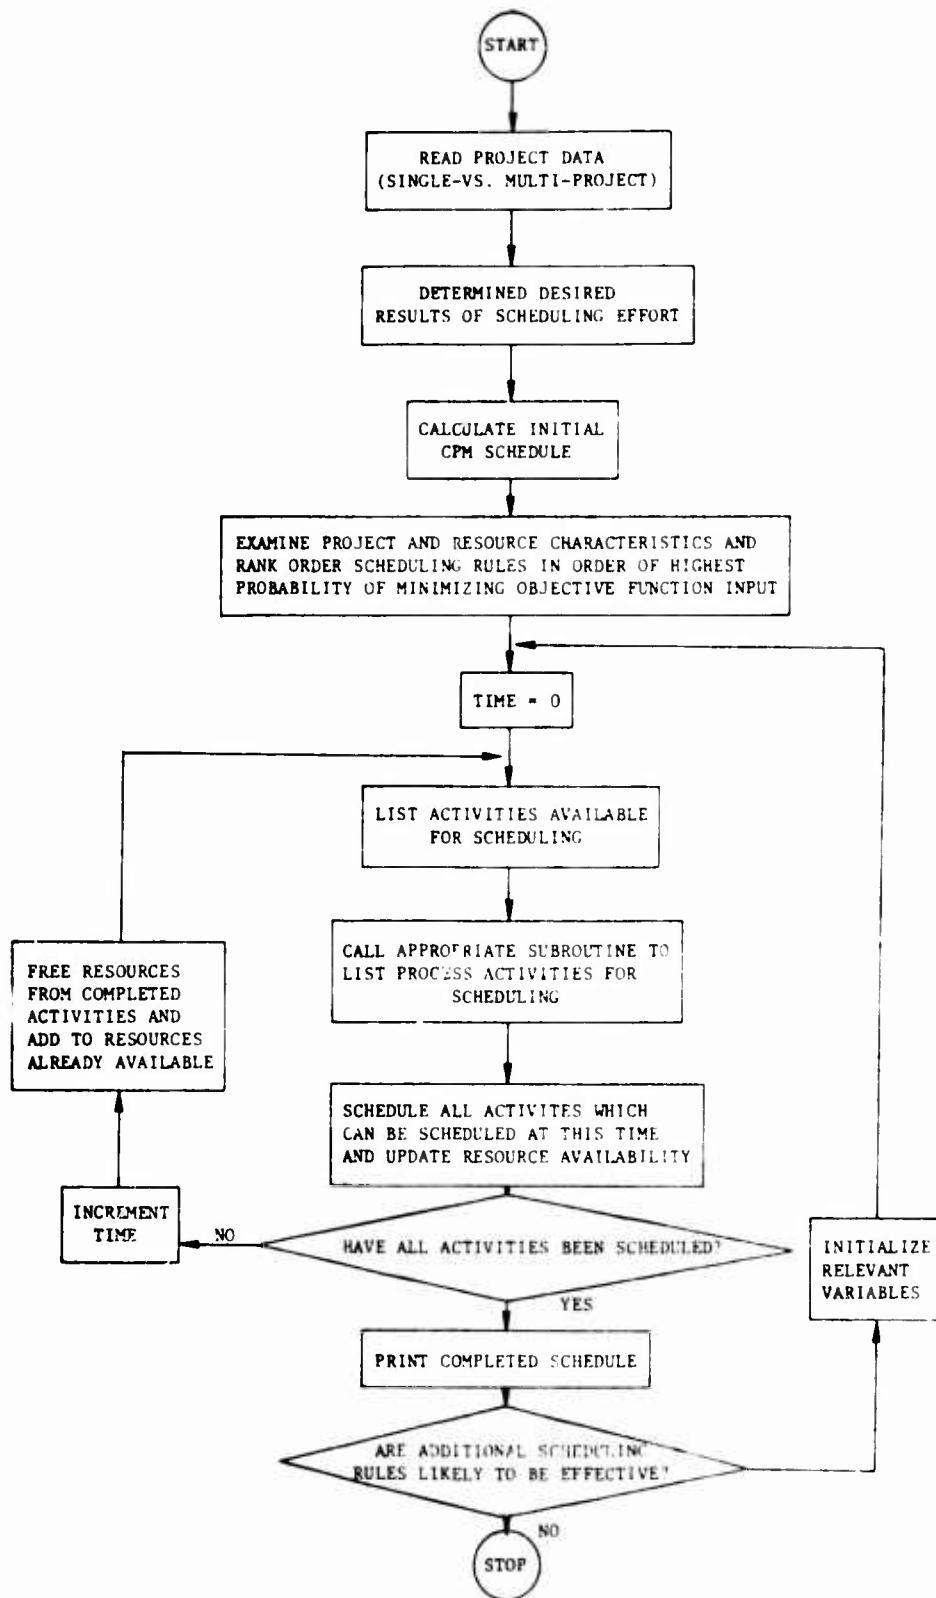 START
READ PROJECT DATA
(SINGLE-VS. MULTI-PROJECT)
DETERMINED DESIRED
RESULTS OF SCHEDULING EFFORT
CALCULATE INITIAL
CPM SCHEDULE
EXAMINE PROJECT AND RESOURCE CHARACTERISTICS AND
RANK ORDER SCHEDULING RULES IN ORDER OF HIGHEST
PROBABILITY OF MINIMIZING OBJECTIVE FUNCTION INPUT
TIME = 0
LIST ACTIVITIES AVAILABLE
FOR SCHEDULING
CALL APPROPRIATE SUBROUTINE TO
LIST PROCESS ACTIVITIES FOR
SCHEDULING
FREE RESOURCES
FROM COMPLETED
ACTIVITIES AND
ADD TO RESOURCES
ALREADY AVAILABLE
SCHEDULE ALL ACTIVITES WHICH
CAN BE SCHEDULED AT THIS TIME
AND UPDATE RESOURCE AVAILABILITY
INCREMENT
TIME
NO
HAVE ALL ACTIVITIES BEEN SCHEDULED?
INITIALIZE
RELEVANT
VARIABLES
YES
PRINT COMPLETED SCHEDULE
ARE ADDITIONAL SCHEDULING
RULES LIKELY TO BE EFFECTIVE?
NO
STOP